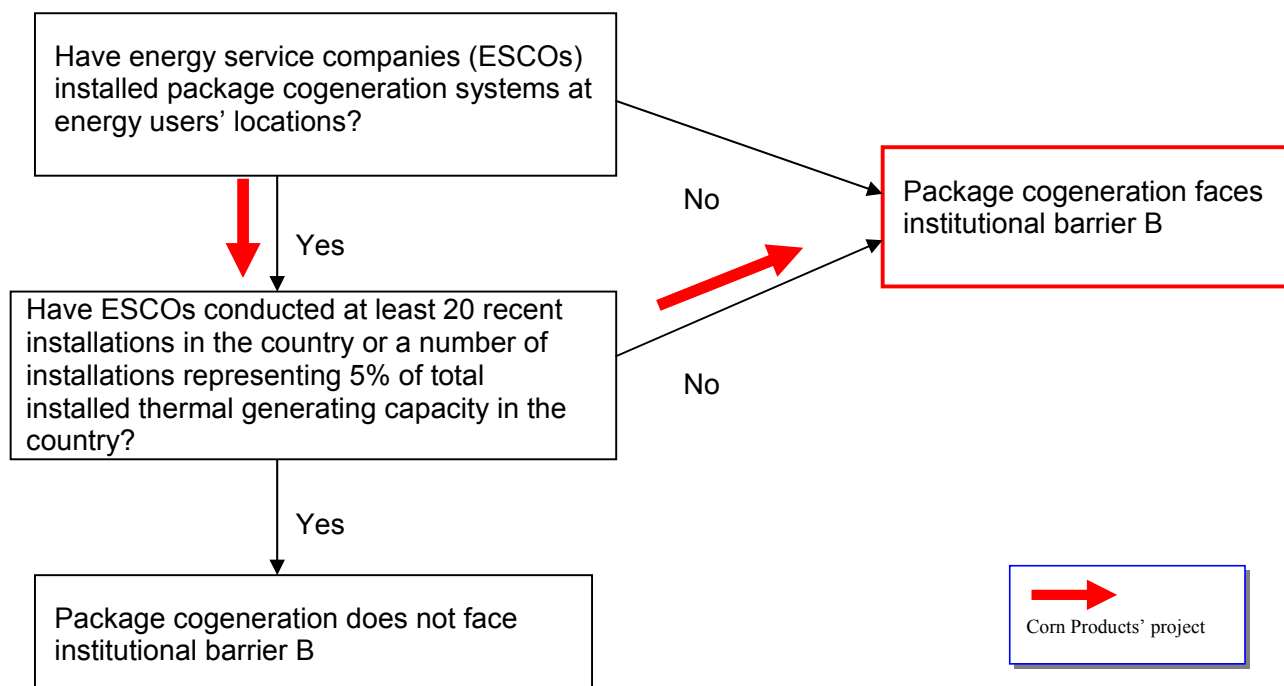 Have energy service companies (ESCOs)
installed package cogeneration systems at
energy users’ locations?
No
Package cogeneration faces
institutional barrier B
Yes
Have ESCOs conducted at least 20 recent
installations in the country or a number of
installations representing 5% of total
installed thermal generating capacity in the
country?
No
Yes
Package cogeneration does not face
institutional barrier B
Corn Products’ project